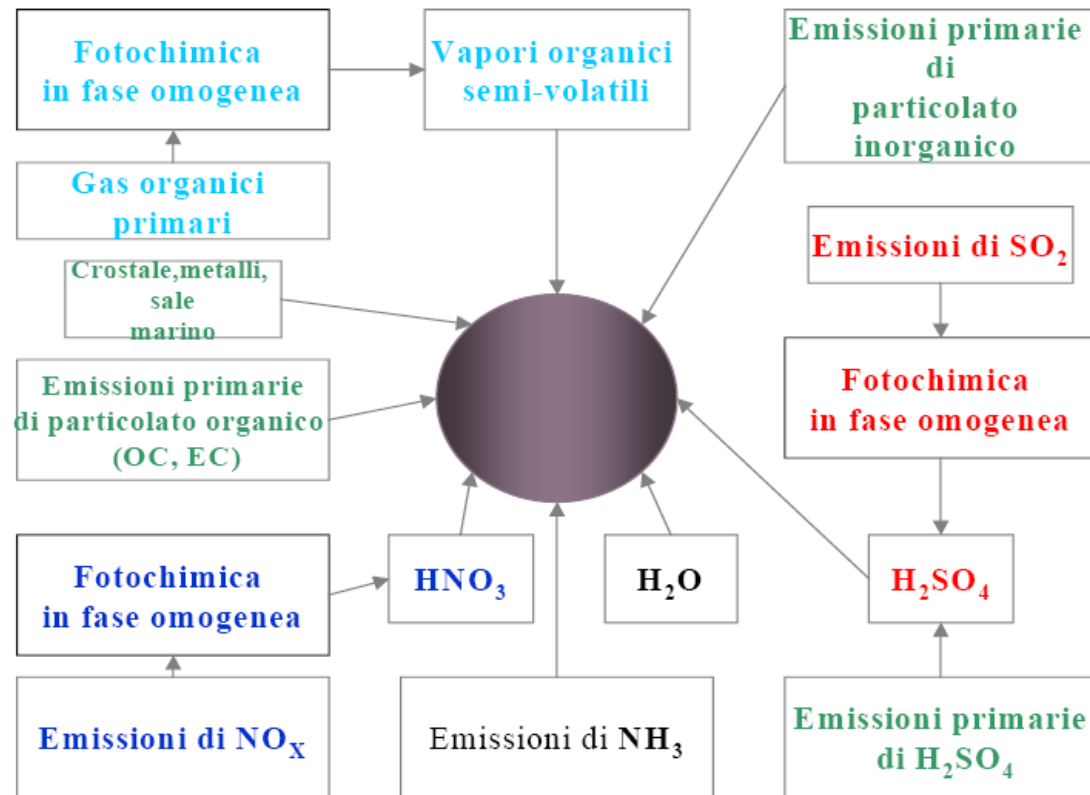 Fotochimica
in fase omogenea
Vapori organici
semi-volatili
Emissioni primarie
di
particolato
inorganico
Gas organici
primari
Emissioni di SO₂
Crostale,metalli,
sale
marino
Fotochimica
in fase omogenea
Emissioni primarie
di particolato organico
(OC, EC)
Fotochimica
in fase omogenea
HNO₃
H₂O
H₂SO₄
Emissioni di NOₓ
Emissioni di NH₃
Emissioni primarie
di H₂SO₄